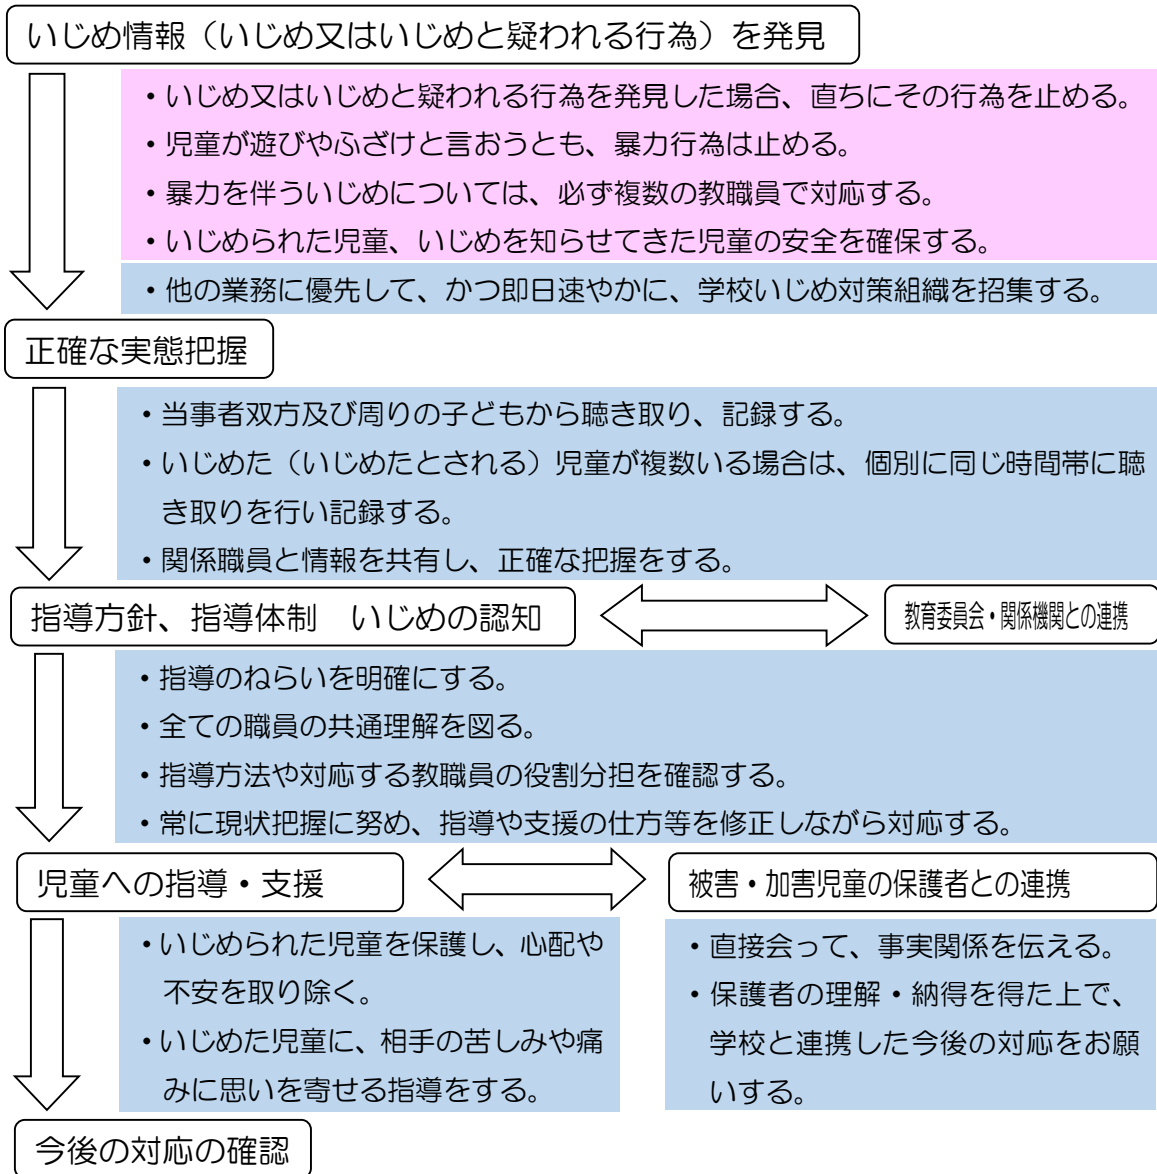 いじめ情報（いじめ又はいじめと疑われる行為）を発見
・いじめ又はいじめと疑われる行為を発見した場合、直ちにその行為を止める。
・児童が遊びやふざけと言おうとも、暴力行為は止める。
・暴力を伴ういじめについては、必ず複数の教職員で対応する。
・いじめられた児童、いじめを知らせてきた児童の安全を確保する。
・他の業務に優先して、かつ即日速やかに、学校いじめ対策組織を招集する。
正確な実態把握
・当事者双方及び周りの子どもから聴き取り、記録する。
・いじめた（いじめたとされる）児童が複数いる場合は、個別に同じ時間帯に聴
き取りを行い記録する。
・関係職員と情報を共有し、正確な把握をする。
指導方針、指導体制　いじめの認知
教育委員会・関係機関との連携
・指導のねらいを明確にする。
・全ての職員の共通理解を図る。
・指導方法や対応する教職員の役割分担を確認する。
・常に現状把握に努め、指導や支援の仕方等を修正しながら対応する。
児童への指導・支援
被害・加害児童の保護者との連携
・いじめられた児童を保護し、心配や
不安を取り除く。
・いじめた児童に、相手の苦しみや痛
みに思いを寄せる指導をする。
・直接会って、事実関係を伝える。
・保護者の理解・納得を得た上で、
学校と連携した今後の対応をお願
いする。
今後の対応の確認